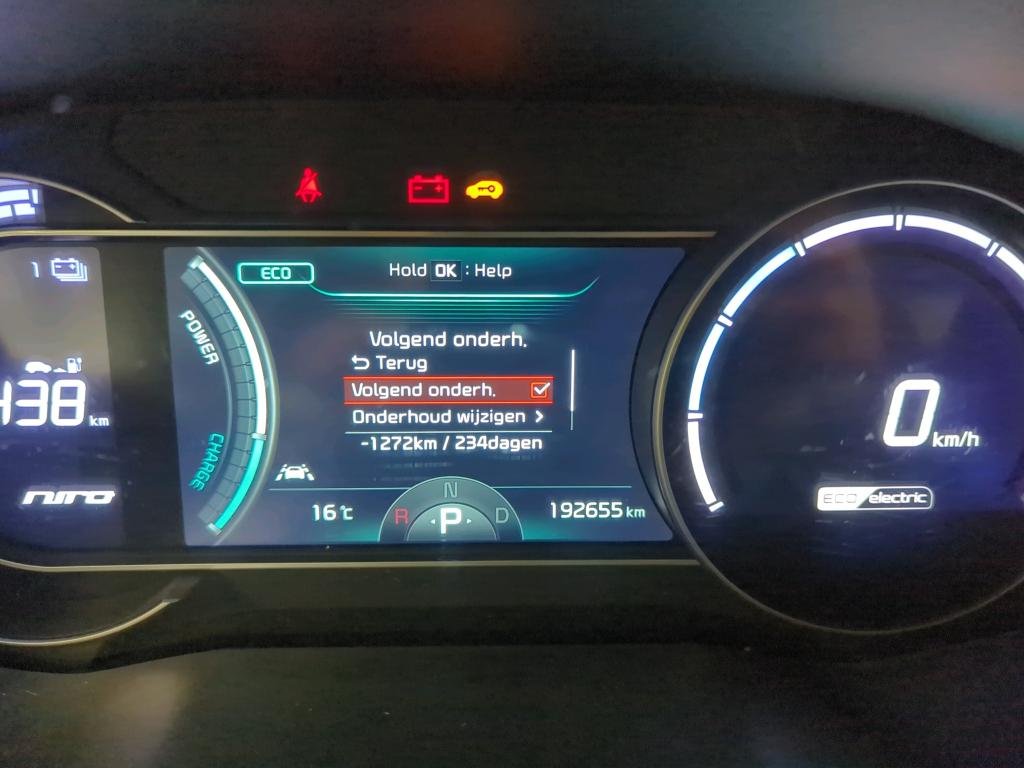 ECO
Hold OK : Help
1
POWER
Volgend onderh.
Terug
Volgend onderh.
Onderhoud wijzigen >
-1272km / 234dagen
438 km
CHARGE
0 km/h
niro
ECO electric
N
16℃
R P D
192655 km